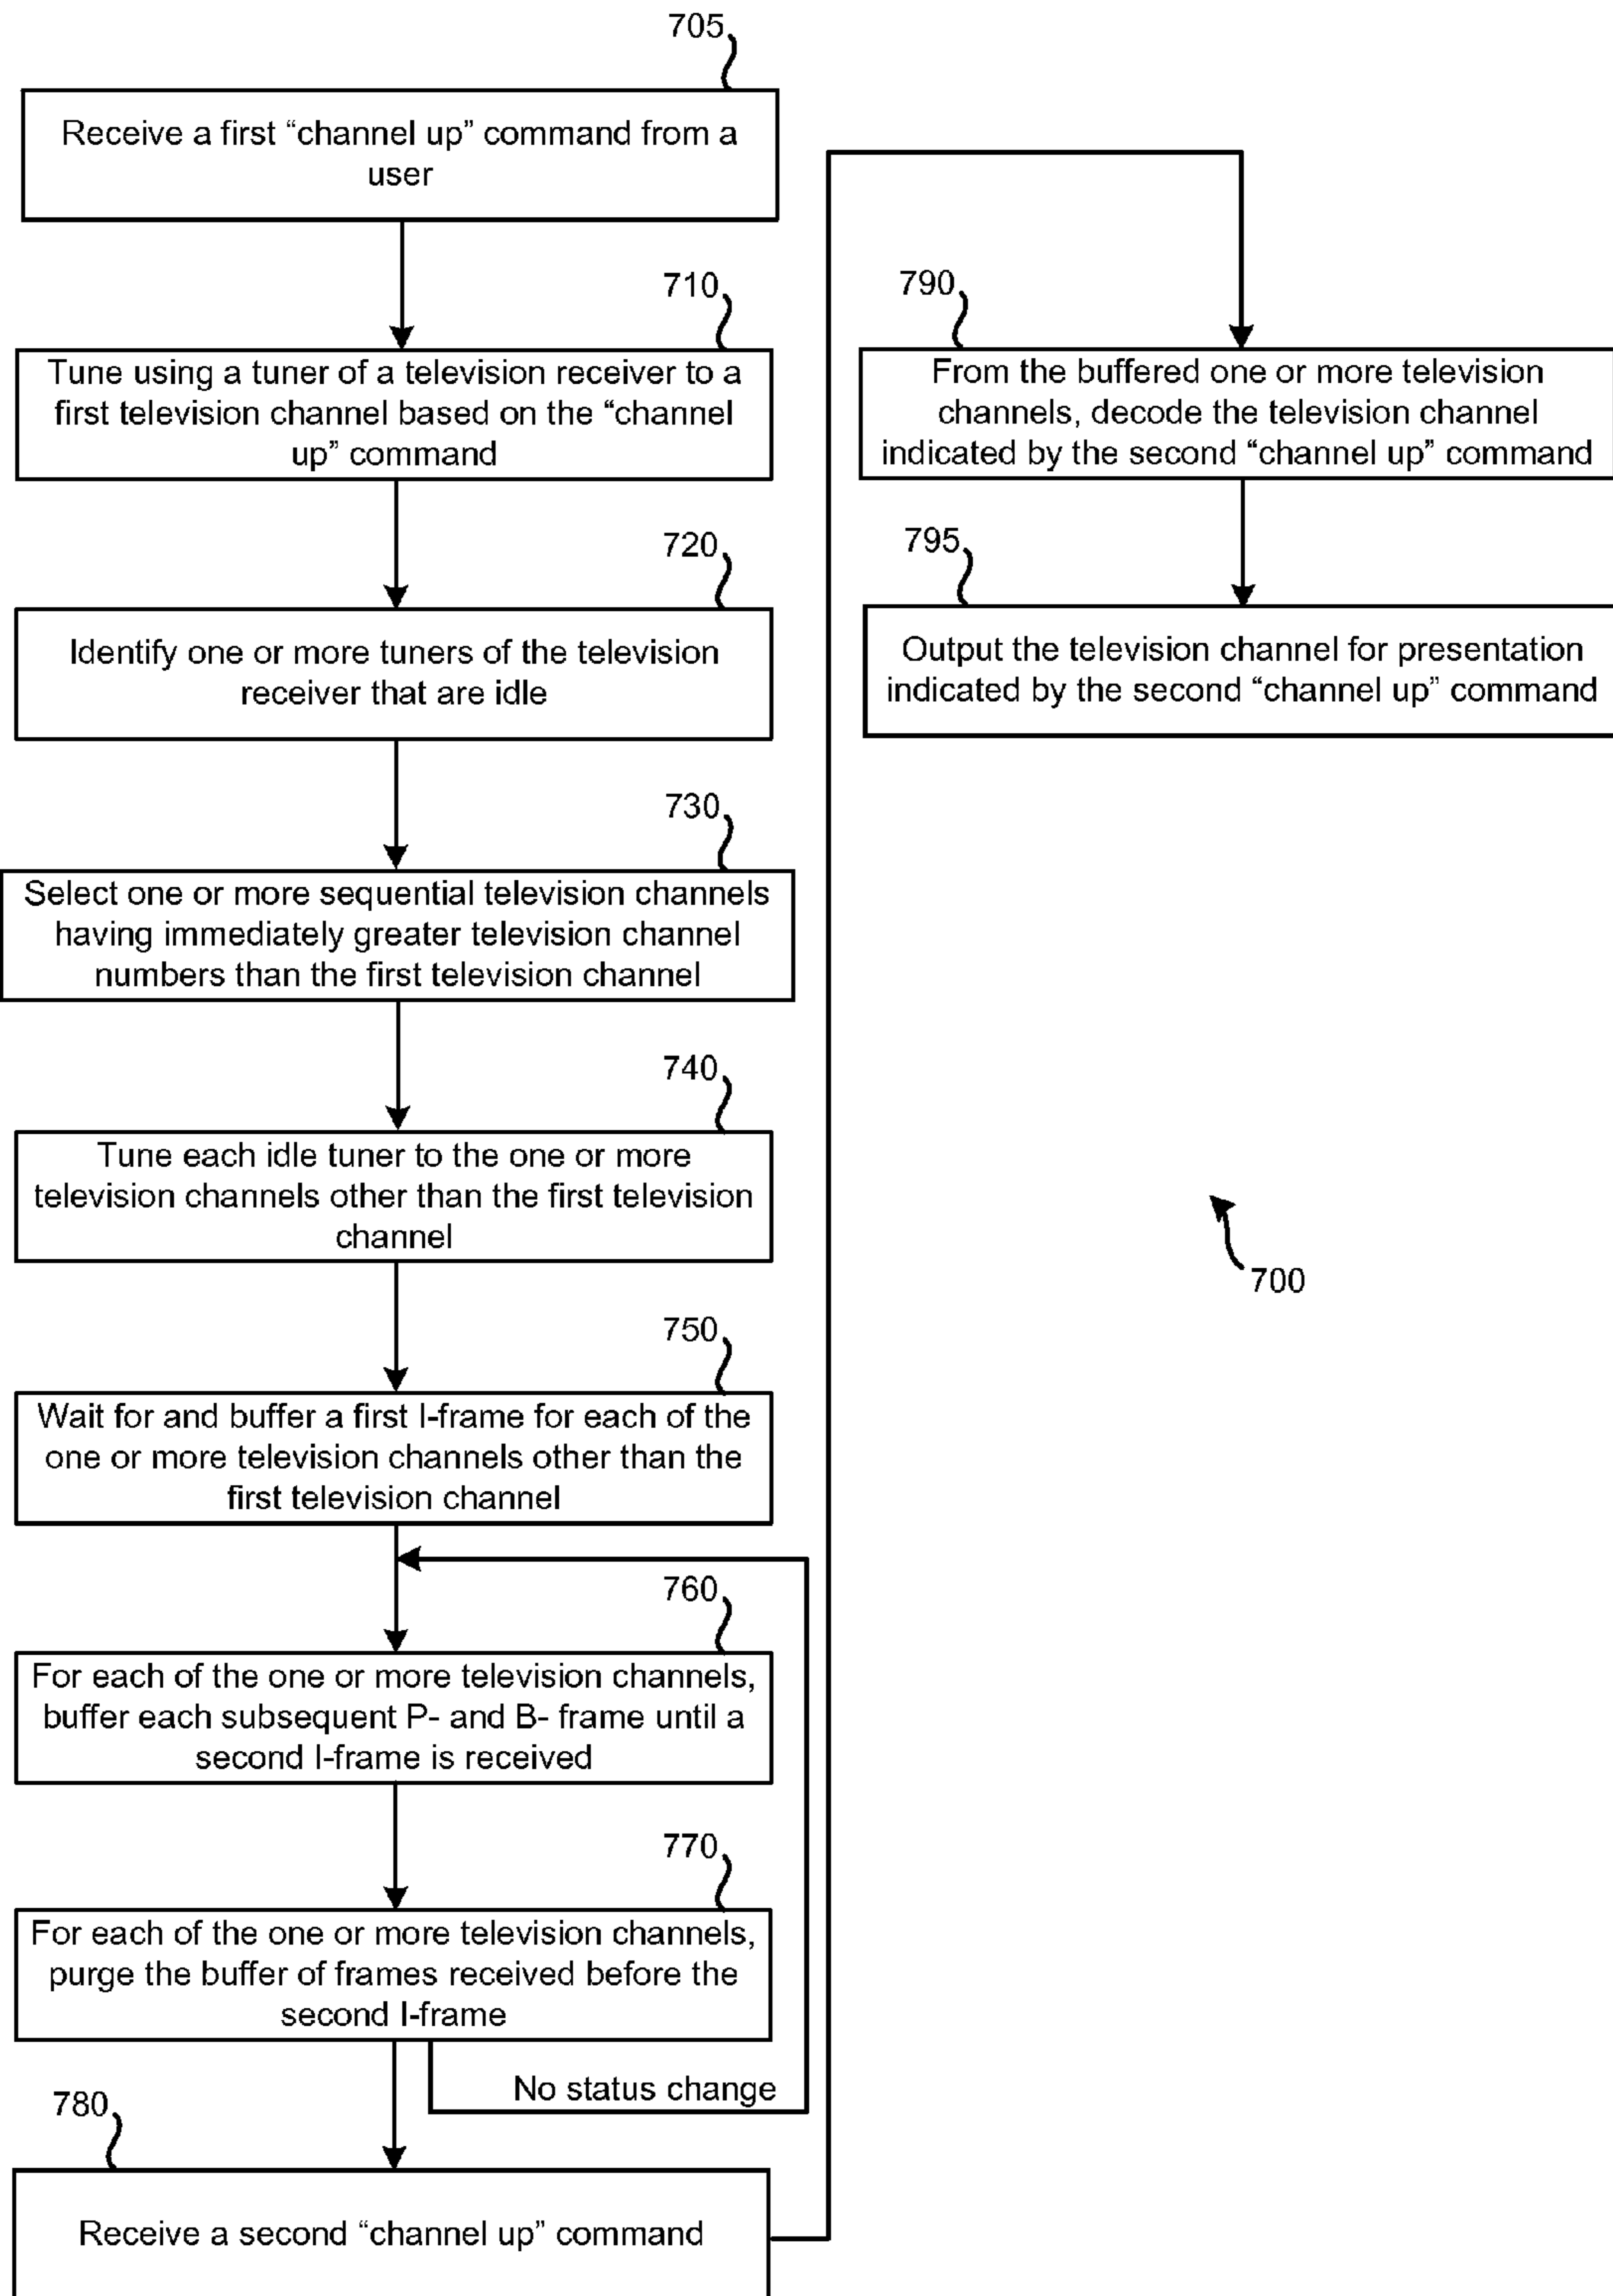 705
Receive a first “channel up” command from a
user
710
Tune using a tuner of a television receiver to a
first television channel based on the “channel
up” command
720
Identify one or more tuners of the television
receiver that are idle
730
Select one or more sequential television channels
having immediately greater television channel
numbers than the first television channel
740
Tune each idle tuner to the one or more
television channels other than the first television
channel
750
Wait for and buffer a first I-frame for each of the
one or more television channels other than the
first television channel
760
For each of the one or more television channels,
buffer each subsequent P- and B- frame until a
second I-frame is received
770
For each of the one or more television channels,
purge the buffer of frames received before the
second I-frame
No status change
780
Receive a second “channel up” command
790
From the buffered one or more television
channels, decode the television channel
indicated by the second “channel up” command
795
Output the television channel for presentation
indicated by the second “channel up” command
700